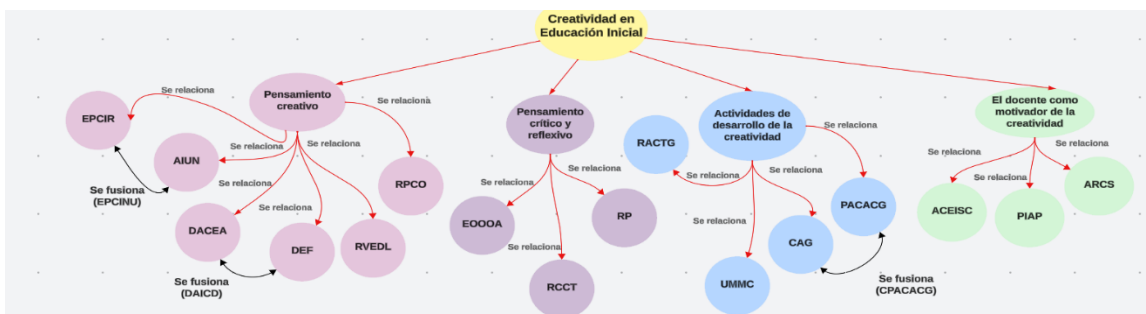 Creatividad en
Educación Inicial
Pensamiento
creativo
Se relaciona
Se relaciona
EPCIR
Se relaciona
AIUN
Se fusiona
(EPCINU)
Se relaciona
Se relaciona
Se relaciona
RPCO
DACEA
DEF
RVEDL
Se fusiona
(DAICD)
Pensamiento
crítico y
reflexivo
Se relaciona
Se relaciona
EOOOA
RP
Se relaciona
RCCT
Actividades de
desarrollo de la
creatividad
Se relaciona
Se relaciona
RACTG
Se relaciona
Se relaciona
PACACG
CAG
UMMC
Se fusiona
(CPACACG)
El docente como
motivador de la
creatividad
Se relaciona
Se relaciona
Se relaciona
ARCS
ACEISC
PIAP